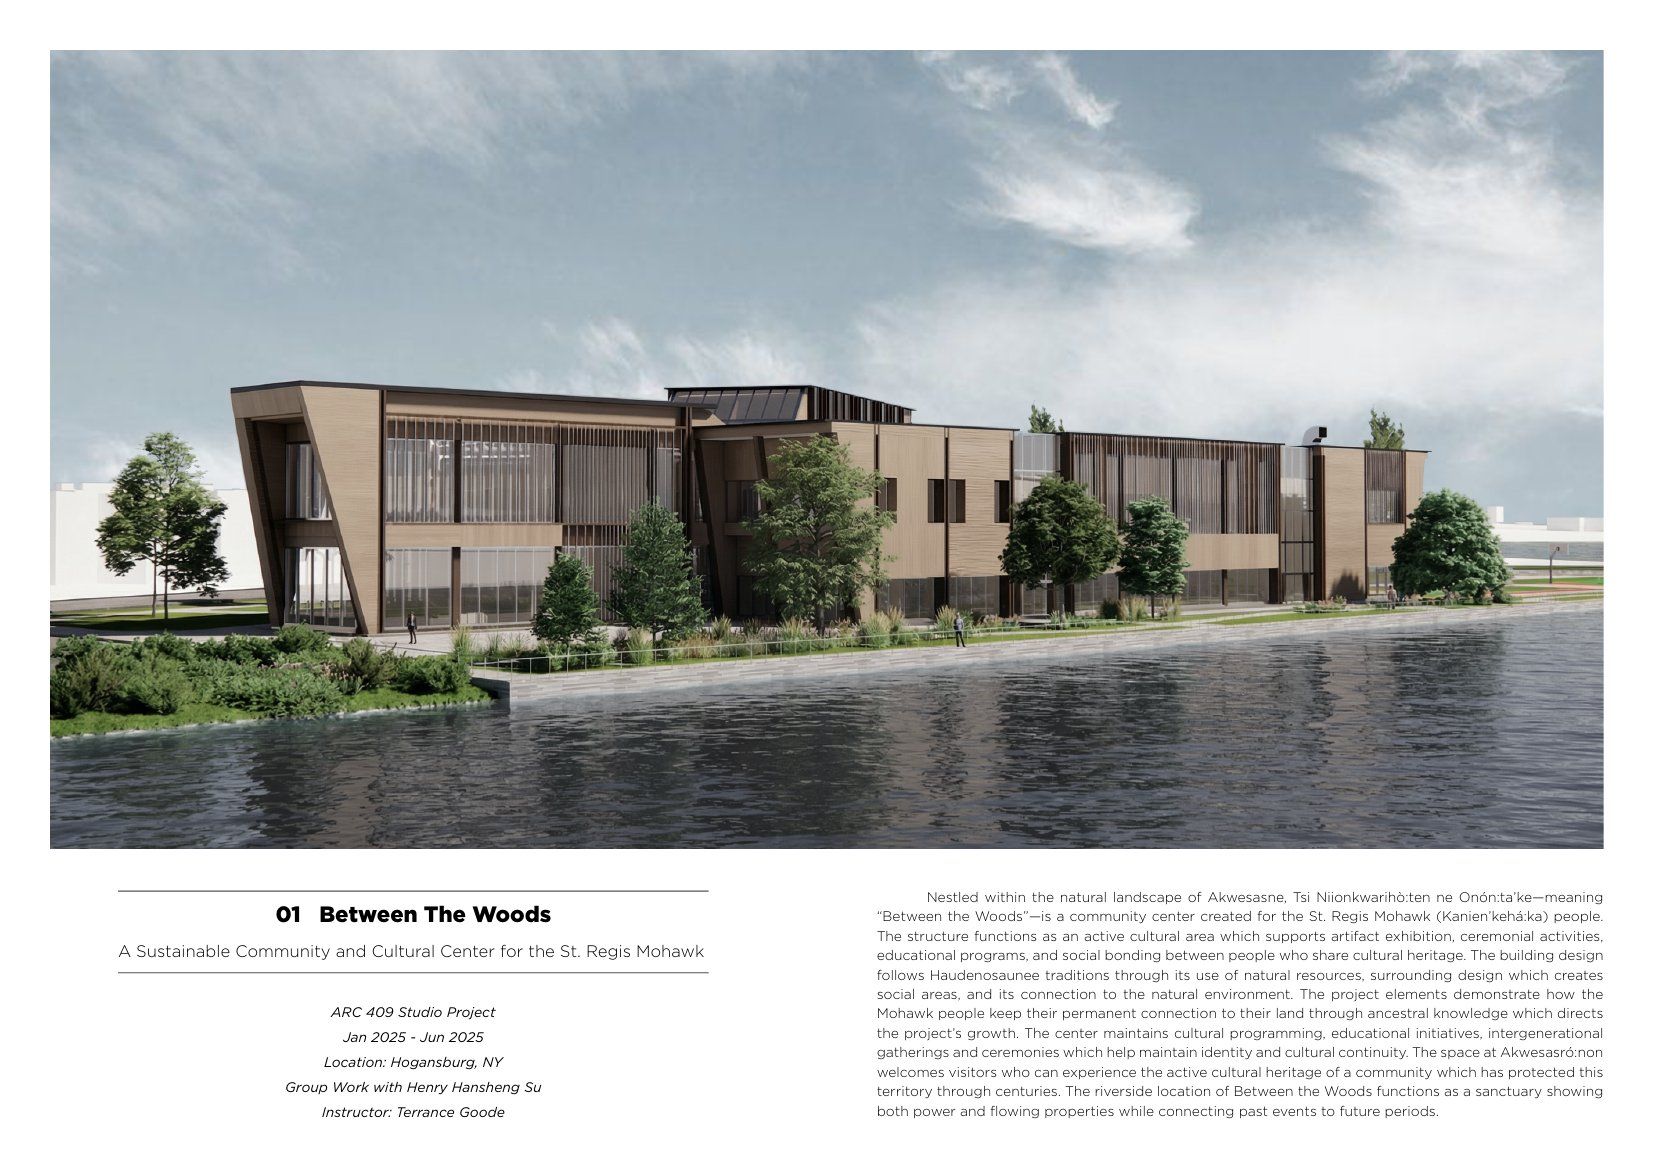 01 Between The Woods
A Sustainable Community and Cultural Center for the St. Regis Mohawk
ARC 409 Studio Project
Jan 2025 - Jun 2025
Location: Hogansburg, NY
Group Work with Henry Hansheng Su
Instructor: Terrance Goode
Nestled within the natural landscape of Akwesasne, Tsi Niionkwarihò:ten ne Onón:ta’ke—meaning
“Between the Woods”—is a community center created for the St. Regis Mohawk (Kanien’kehá:ka) people.
The structure functions as an active cultural area which supports artifact exhibition, ceremonial activities,
educational programs, and social bonding between people who share cultural heritage. The building design
follows Haudenosaunee traditions through its use of natural resources, surrounding design which creates
social areas, and its connection to the natural environment. The project elements demonstrate how the
Mohawk people keep their permanent connection to their land through ancestral knowledge which directs
the project’s growth. The center maintains cultural programming, educational initiatives, intergenerational
gatherings and ceremonies which help maintain identity and cultural continuity. The space at Akwesasró:non
welcomes visitors who can experience the active cultural heritage of a community which has protected this
territory through centuries. The riverside location of Between the Woods functions as a sanctuary showing
both power and flowing properties while connecting past events to future periods.